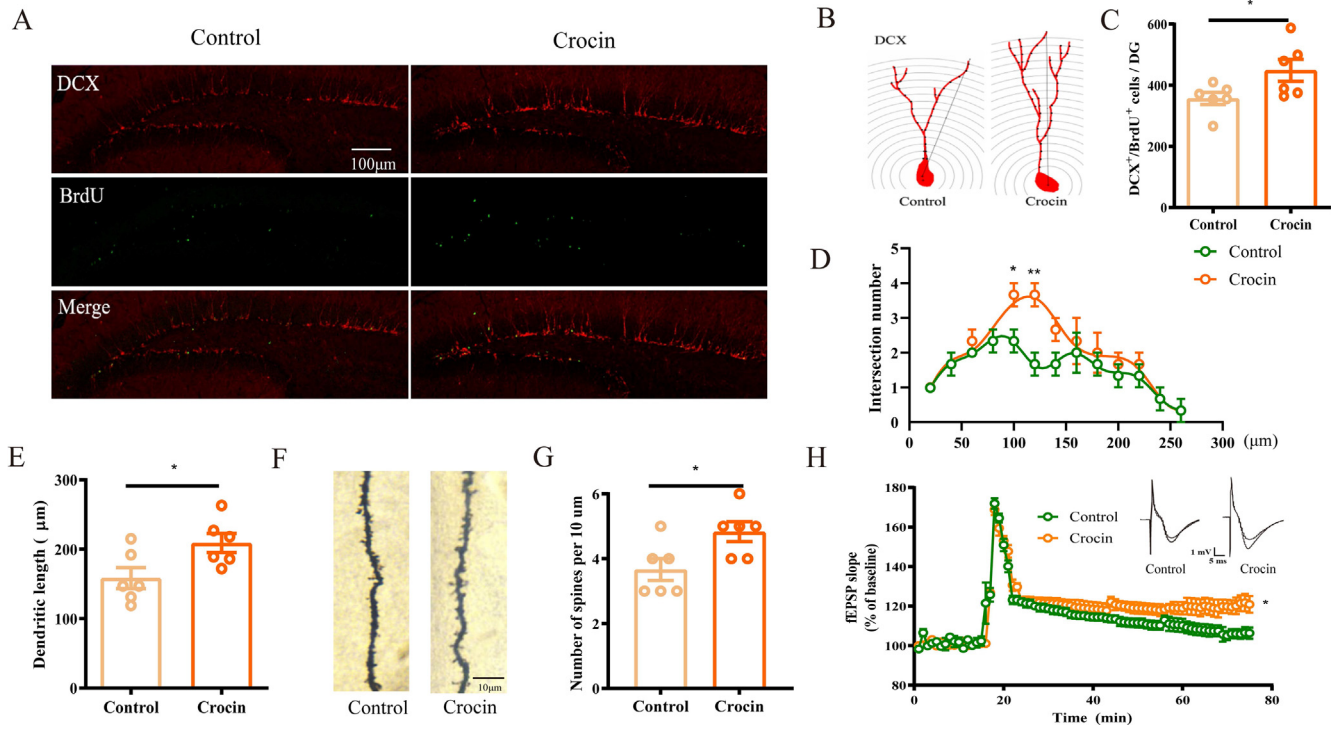 A
Control
Crocin
DCX
100μm
BrdU
Merge
B
DCX
Control
Crocin
C
*
DCX⁺/BrdU⁺ cells / DG
600
400
200
0
Control
Crocin
D
Control
Crocin
* **
Intersection number
5
4
3
2
1
0
0 50 100 150 200 250 300 (μm)
E
*
Dendritic length ( μm)
300
200
100
0
Control Crocin
F
10μm
Control Crocin
G
*
Number of spines per 10 um
6
4
2
0
Control Crocin
H
fEPSP slope
(% of baseline)
180
160
140
120
100
80
Control
Crocin
1 mV
5 ms
Control
Crocin
*
0 20 40 60 80
Time (min)